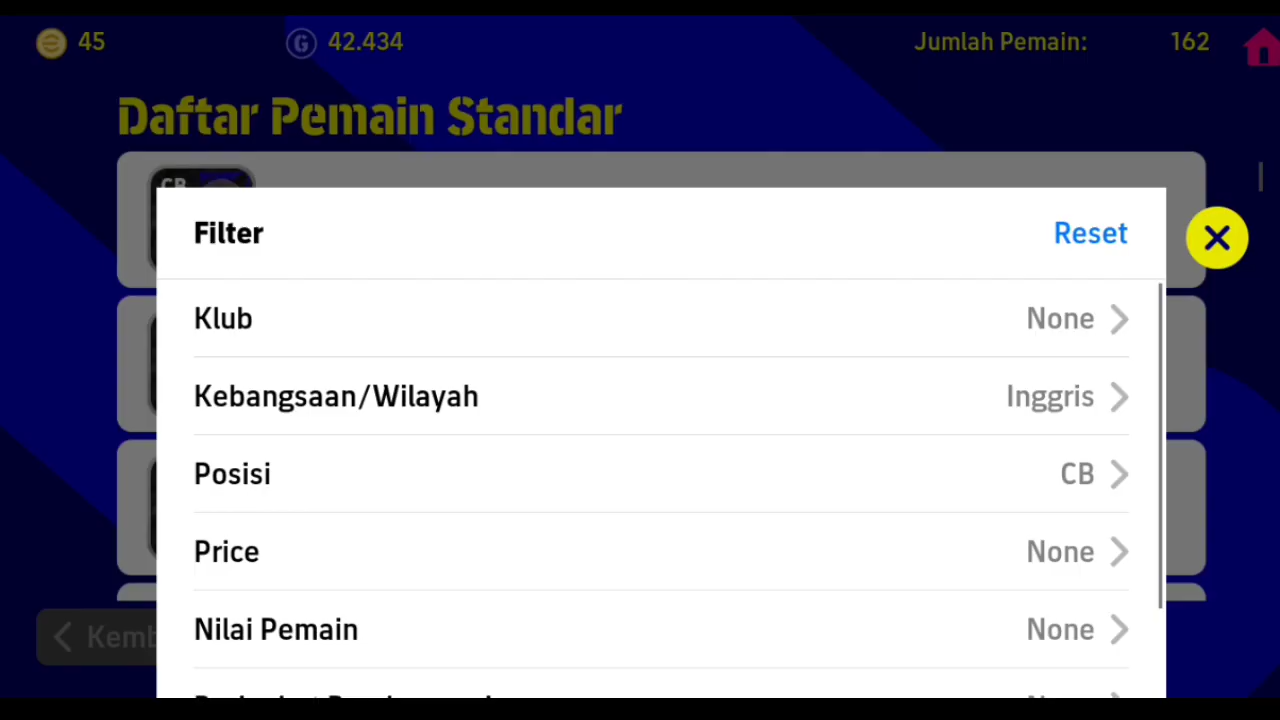 45 G 42.434 Jumlah Pemain: 162
Daftar Pemain Standar
CB
Filter Reset
Klub None
Kebangsaan/Wilayah Inggris
Posisi CB
Price None
Nilai Pemain None